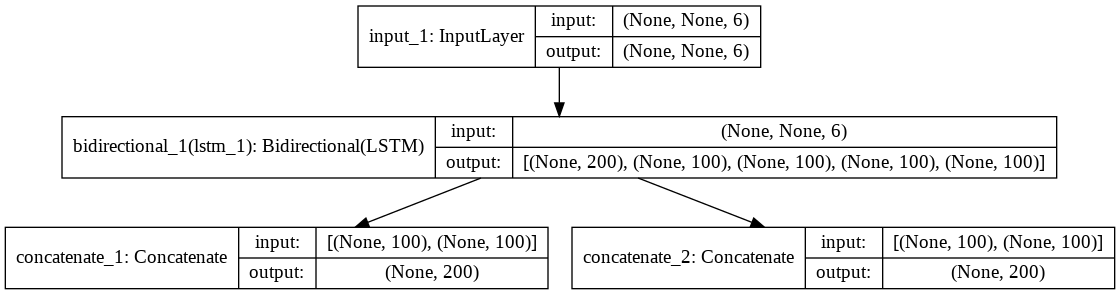 input_1: InputLayer
input: (None, None, 6)
output: (None, None, 6)
bidirectional_1(lstm_1): Bidirectional(LSTM)
input: (None, None, 6)
output: [(None, 200), (None, 100), (None, 100), (None, 100), (None, 100)]
concatenate_1: Concatenate
input: [(None, 100), (None, 100)]
output: (None, 200)
concatenate_2: Concatenate
input: [(None, 100), (None, 100)]
output: (None, 200)